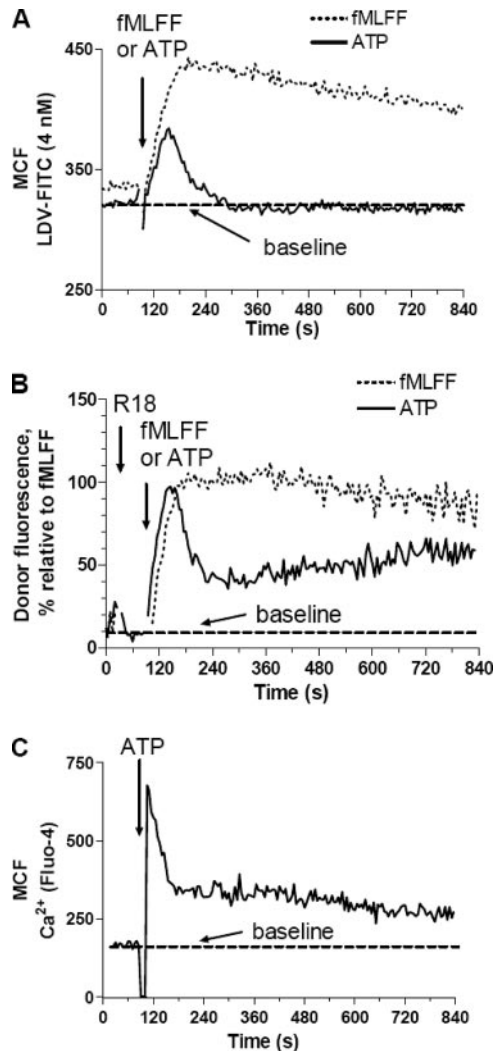 A
fMLFF
or ATP
fMLFF
ATP
450
350
250
MCF
LDV-FITC (4 nM)
baseline
0 120 240 360 480 600 720 840
Time (s)
B
R18
fMLFF
or ATP
fMLFF
ATP
150
100
50
0
Donor fluorescence,
% relative to fMLFF
baseline
0 120 240 360 480 600 720 840
Time (s)
C
ATP
750
500
250
0
MCF
Ca²⁺ (Fluo-4)
baseline
0 120 240 360 480 600 720 840
Time (s)